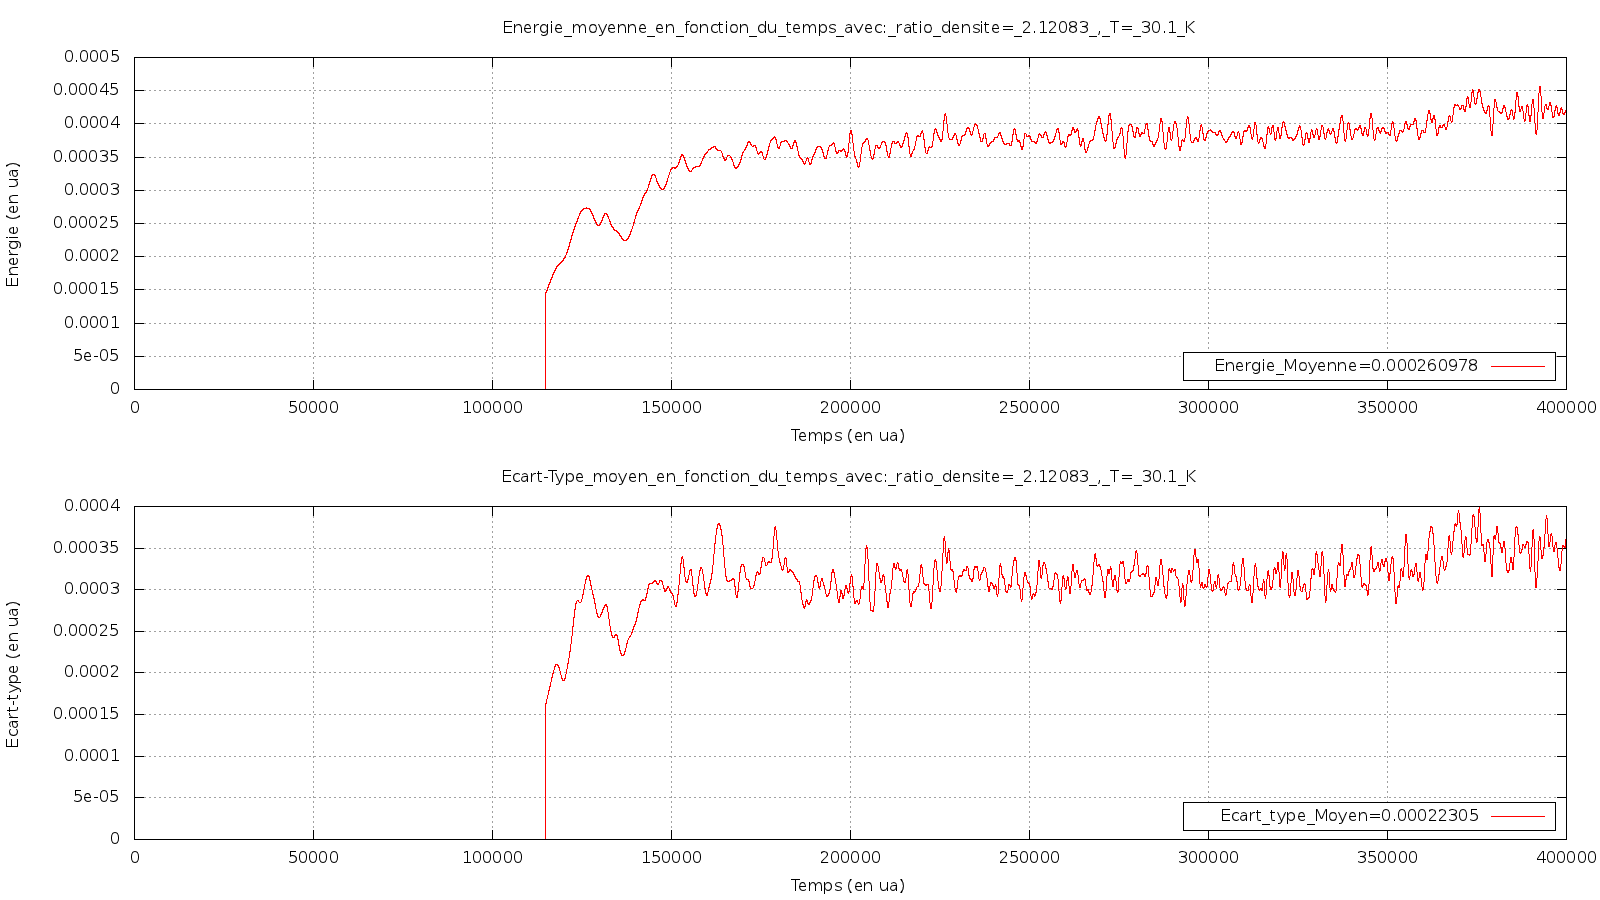 Energie_moyenne_en_fonction_du_temps_avec:_ratio_densite=_2.12083_,_T=_30.1_K
0.0005
0.00045
0.0004
0.00035
0.0003
0.00025
0.0002
0.00015
0.0001
5e-05
0
Energie (en ua)
Energie_Moyenne=0.000260978
0 50000 100000 150000 200000 250000 300000 350000 400000
Temps (en ua)
Ecart-Type_moyen_en_fonction_du_temps_avec:_ratio_densite=_2.12083_,_T=_30.1_K
0.0004
0.00035
0.0003
0.00025
0.0002
0.00015
0.0001
5e-05
0
Ecart-type (en ua)
Ecart_type_Moyen=0.00022305
0 50000 100000 150000 200000 250000 300000 350000 400000
Temps (en ua)